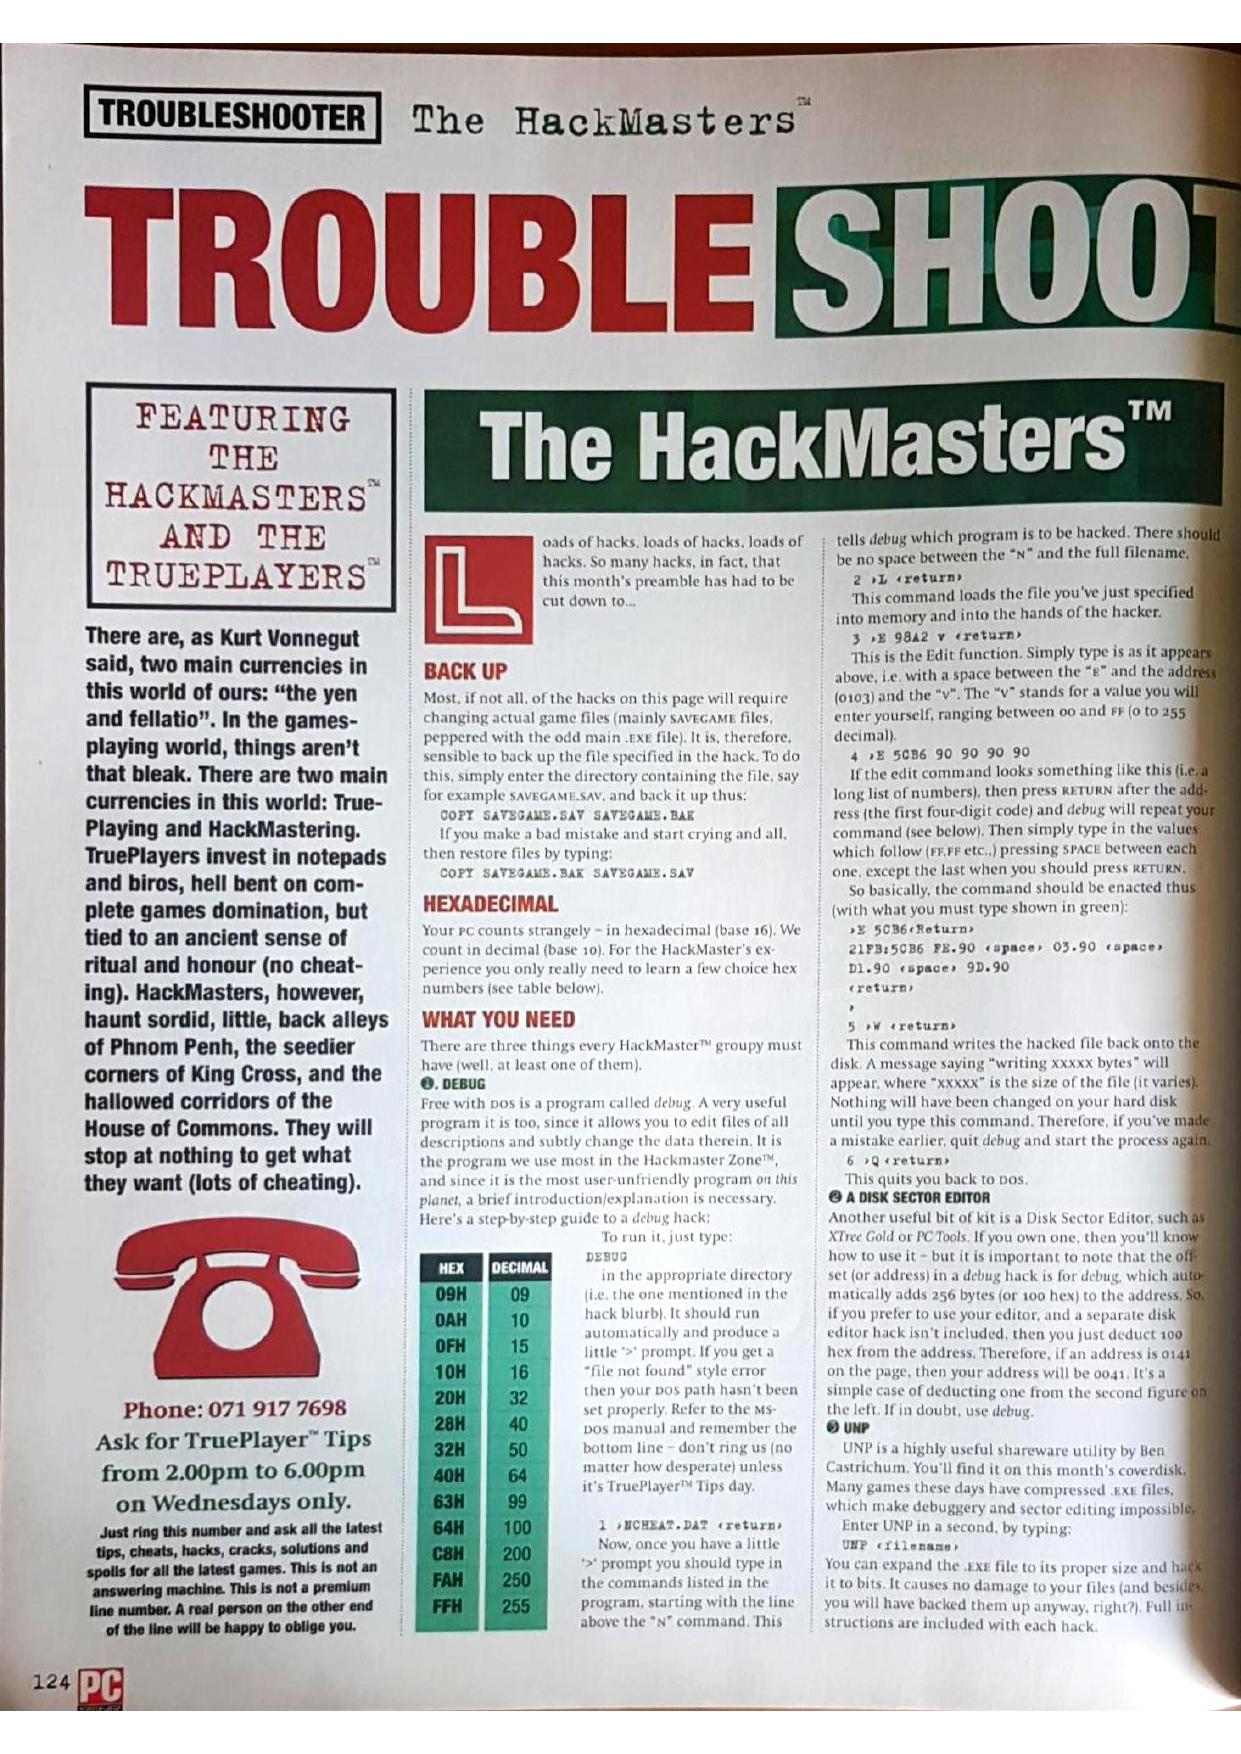 TROUBLESHOOTER The HackMasters™
TROUBLESHOOT
FEATURING
THE
HACKMASTERS™
AND THE
TRUEPLAYERS™
There are, as Kurt Vonnegut
said, two main currencies in
this world of ours: “the yen
and fellatio”. In the games-
playing world, things aren’t
that bleak. There are two main
currencies in this world: True-
Playing and HackMastering.
TruePlayers invest in notepads
and biros, hell bent on com-
plete games domination, but
tied to an ancient sense of
ritual and honour (no cheat-
ing). HackMasters, however,
haunt sordid, little, back alleys
of Phnom Penh, the seedier
corners of King Cross, and the
hallowed corridors of the
House of Commons. They will
stop at nothing to get what
they want (lots of cheating).
Phone: 071 917 7698
Ask for TruePlayer™ Tips
from 2.00pm to 6.00pm
on Wednesdays only.
Just ring this number and ask all the latest
tips, cheats, hacks, cracks, solutions and
spoils for all the latest games. This is not an
answering machine. This is not a premium
line number. A real person on the other end
of the line will be happy to oblige you.
The HackMasters™
Loads of hacks, loads of hacks, loads of
hacks. So many hacks, in fact, that
this month’s preamble has had to be
cut down to...
BACK UP
Most, if not all, of the hacks on this page will require
changing actual game files (mainly SAVEGAME files,
peppered with the odd main .EXE file). It is, therefore,
sensible to back up the file specified in the hack. To do
this, simply enter the directory containing the file, say
for example SAVEGAME.SAV, and back it up thus:
COPY SAVEGAME.SAV SAVEGAME.BAK
If you make a bad mistake and start crying and all,
then restore files by typing:
COPY SAVEGAME.BAK SAVEGAME.SAV
HEXADECIMAL
Your PC counts strangely – in hexadecimal (base 16). We
count in decimal (base 10). For the HackMaster’s ex-
perience you only really need to learn a few choice hex
numbers (see table below).
WHAT YOU NEED
There are three things every HackMaster™ groupy must
have (well, at least one of them).
❶. DEBUG
Free with DOS is a program called debug. A very useful
program it is too, since it allows you to edit files of all
descriptions and subtly change the data therein. It is
the program we use most in the Hackmaster Zone™,
and since it is the most user-unfriendly program on this
planet, a brief introduction/explanation is necessary.
Here’s a step-by-step guide to a debug hack:
HEX DECIMAL
09H 09
0AH 10
0FH 15
10H 16
20H 32
28H 40
32H 50
40H 64
63H 99
64H 100
C8H 200
FAH 250
FFH 255
To run it, just type:
DEBUG
in the appropriate directory
(i.e. the one mentioned in the
hack blurb). It should run
automatically and produce a
little ‘>’ prompt. If you get a
“file not found” style error
then your DOS path hasn’t been
set properly. Refer to the MS-
DOS manual and remember the
bottom line – don’t ring us (no
matter how desperate) unless
it’s TruePlayer™ Tips day.
1 >NCHEAT.DAT <return>
Now, once you have a little
‘>’ prompt you should type in
the commands listed in the
program, starting with the line
above the “N” command. This
tells debug which program is to be hacked. There should
be no space between the “N” and the full filename.
2 >L <return>
This command loads the file you’ve just specified
into memory and into the hands of the hacker.
3 >E 98A2 v <return>
This is the Edit function. Simply type is as it appears
above, i.e. with a space between the “E” and the address
(0103) and the “v”. The “v” stands for a value you will
enter yourself, ranging between 00 and FF (0 to 255
decimal).
4 >E 5CB6 90 90 90 90
If the edit command looks something like this (i.e. a
long list of numbers), then press RETURN after the add-
ress (the first four-digit code) and debug will repeat your
command (see below). Then simply type in the values
which follow (FF,FF etc..) pressing SPACE between each
one, except the last when you should press RETURN.
So basically, the command should be enacted thus
(with what you must type shown in green):
>E 5CB6<Return>
21FB:5CB6 FE.90 <space> 03.90 <space>
D1.90 <space> 9D.90
<return>
>
5 >W <return>
This command writes the hacked file back onto the
disk. A message saying “writing xxxxx bytes” will
appear, where “xxxxx” is the size of the file (it varies).
Nothing will have been changed on your hard disk
until you type this command. Therefore, if you’ve made
a mistake earlier, quit debug and start the process again.
6 >Q <return>
This quits you back to DOS.
❷ A DISK SECTOR EDITOR
Another useful bit of kit is a Disk Sector Editor, such as
XTree Gold or PC Tools. If you own one, then you’ll know
how to use it – but it is important to note that the off-
set (or address) in a debug hack is for debug, which auto-
matically adds 256 bytes (or 100 hex) to the address. So,
if you prefer to use your editor, and a separate disk
editor hack isn’t included, then you just deduct 100
hex from the address. Therefore, if an address is 0141
on the page, then your address will be 0041. It’s a
simple case of deducting one from the second figure on
the left. If in doubt, use debug.
❸ UNP
UNP is a highly useful shareware utility by Ben
Castrichum. You’ll find it on this month’s coverdisk.
Many games these days have compressed .EXE files,
which make debuggery and sector editing impossible.
Enter UNP in a second, by typing:
UNP <filename>
You can expand the .EXE file to its proper size and hack
it to bits. It causes no damage to your files (and besides,
you will have backed them up anyway, right?). Full in-
structions are included with each hack.
124 PC